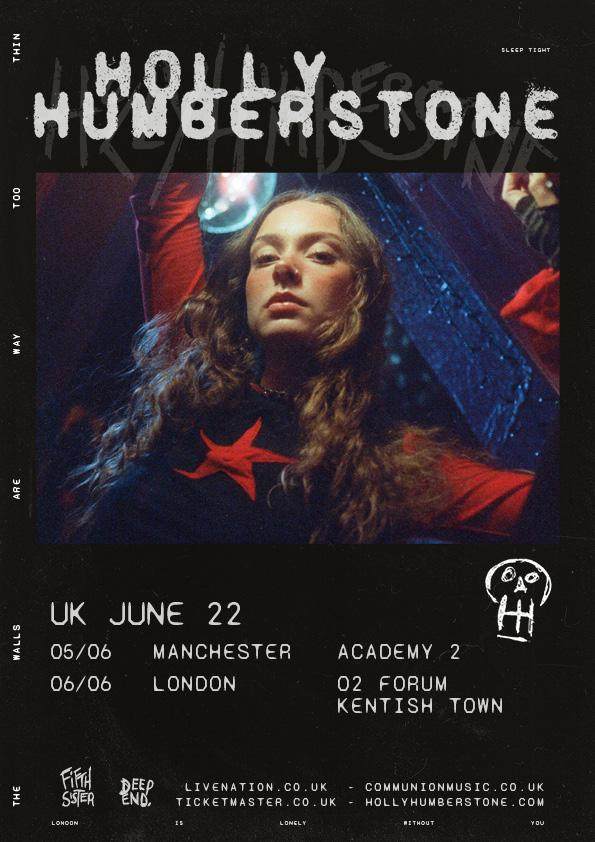 SLEEP TIGHT
HOLLY
HUMBERSTONE
THE WALLS ARE WAY TOO THIN
UK JUNE 22
05/06 MANCHESTER ACADEMY 2
06/06 LONDON O2 FORUM
KENTISH TOWN
FIFTH
SISTER
DEEP
END.
LIVENATION.CO.UK - COMMUNIONMUSIC.CO.UK
TICKETMASTER.CO.UK - HOLLYHUMBERSTONE.COM
LONDON IS LONELY WITHOUT YOU